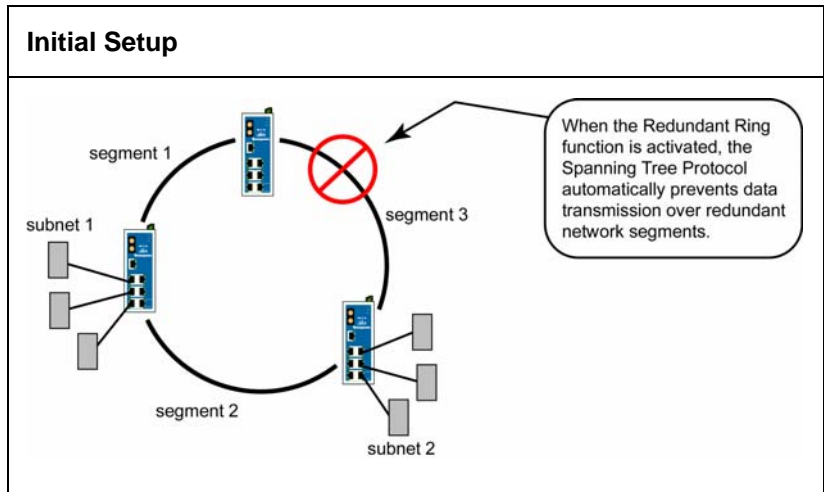 Initial Setup
segment 1
When the Redundant Ring
function is activated, the
Spanning Tree Protocol
automatically prevents data
transmission over redundant
network segments.
segment 3
subnet 1
segment 2
subnet 2